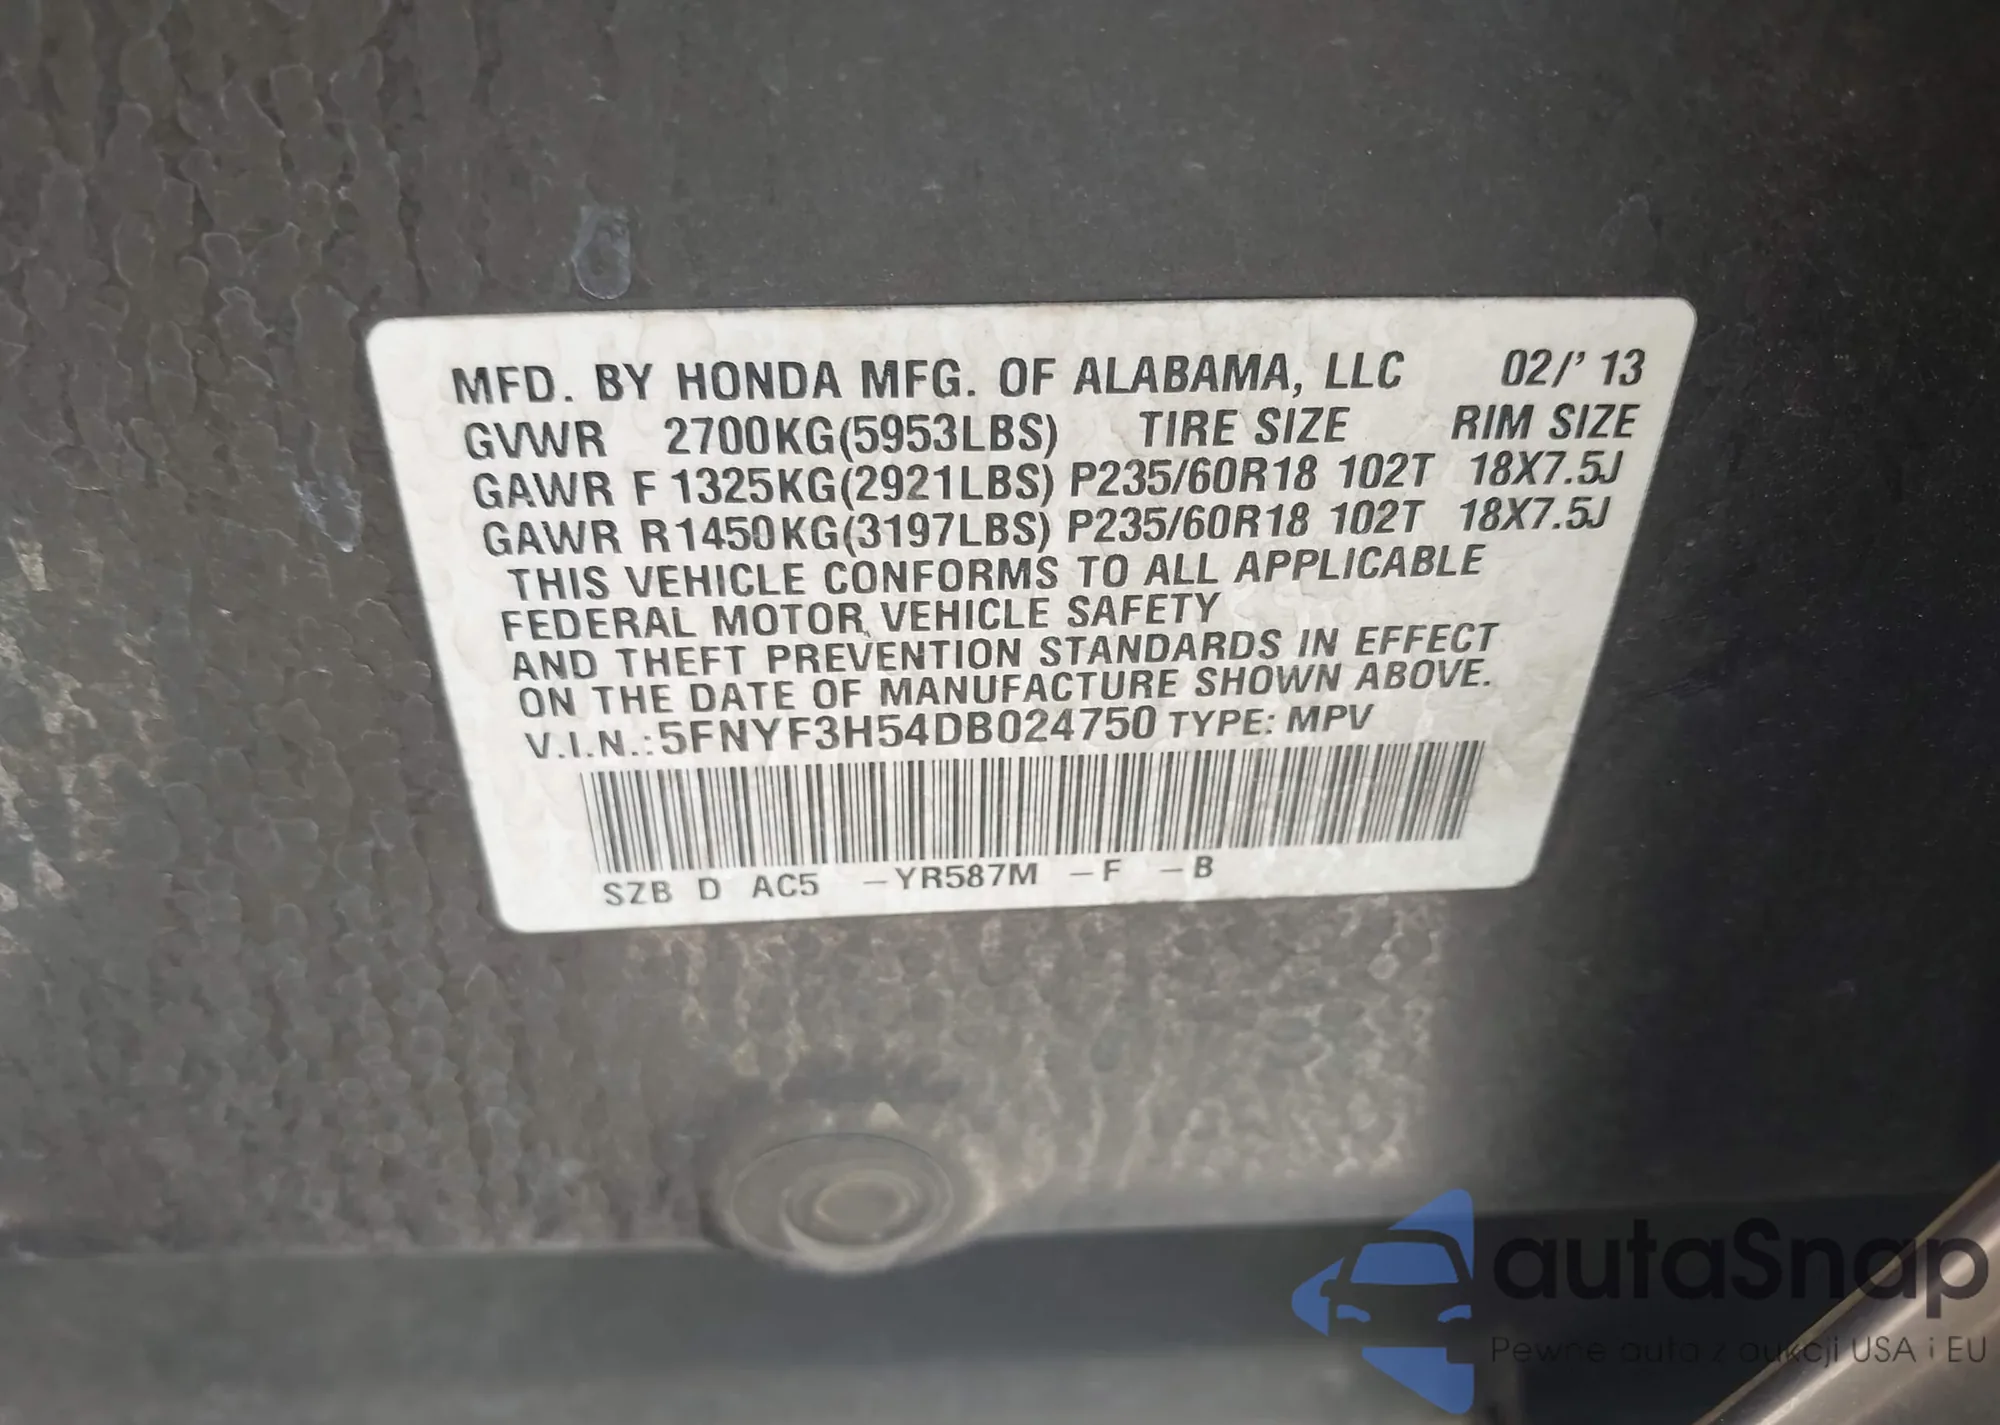 MFD. BY HONDA MFG. OF ALABAMA, LLC 02/' 13
GVWR 2700KG(5953LBS) TIRE SIZE RIM SIZE
GAWR F 1325KG(2921LBS) P235/60R18 102T 18X7.5J
GAWR R 1450KG(3197LBS) P235/60R18 102T 18X7.5J
THIS VEHICLE CONFORMS TO ALL APPLICABLE
FEDERAL MOTOR VEHICLE SAFETY
AND THEFT PREVENTION STANDARDS IN EFFECT
ON THE DATE OF MANUFACTURE SHOWN ABOVE.
V.I.N.: 5FNYF3H54DB024750 TYPE: MPV
SZB D AC5 -YR587M -F -B
autaSnap
Pewne auta z aukcji USA i EU